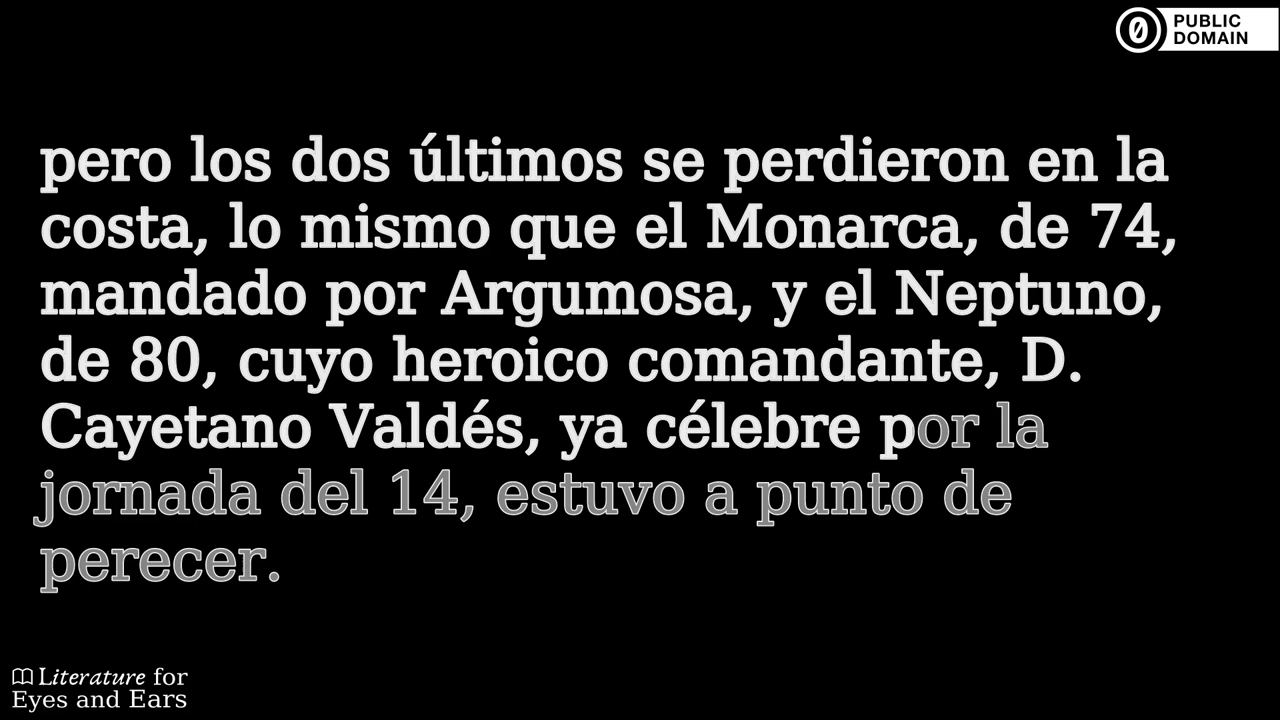 PUBLIC
DOMAIN
pero los dos últimos se perdieron en la
costa, lo mismo que el Monarca, de 74,
mandado por Argumosa, y el Neptuno,
de 80, cuyo heroico comandante, D.
Cayetano Valdés, ya célebre por la
jornada del 14, estuvo a punto de
perecer.
Literature for
Eyes and Ears